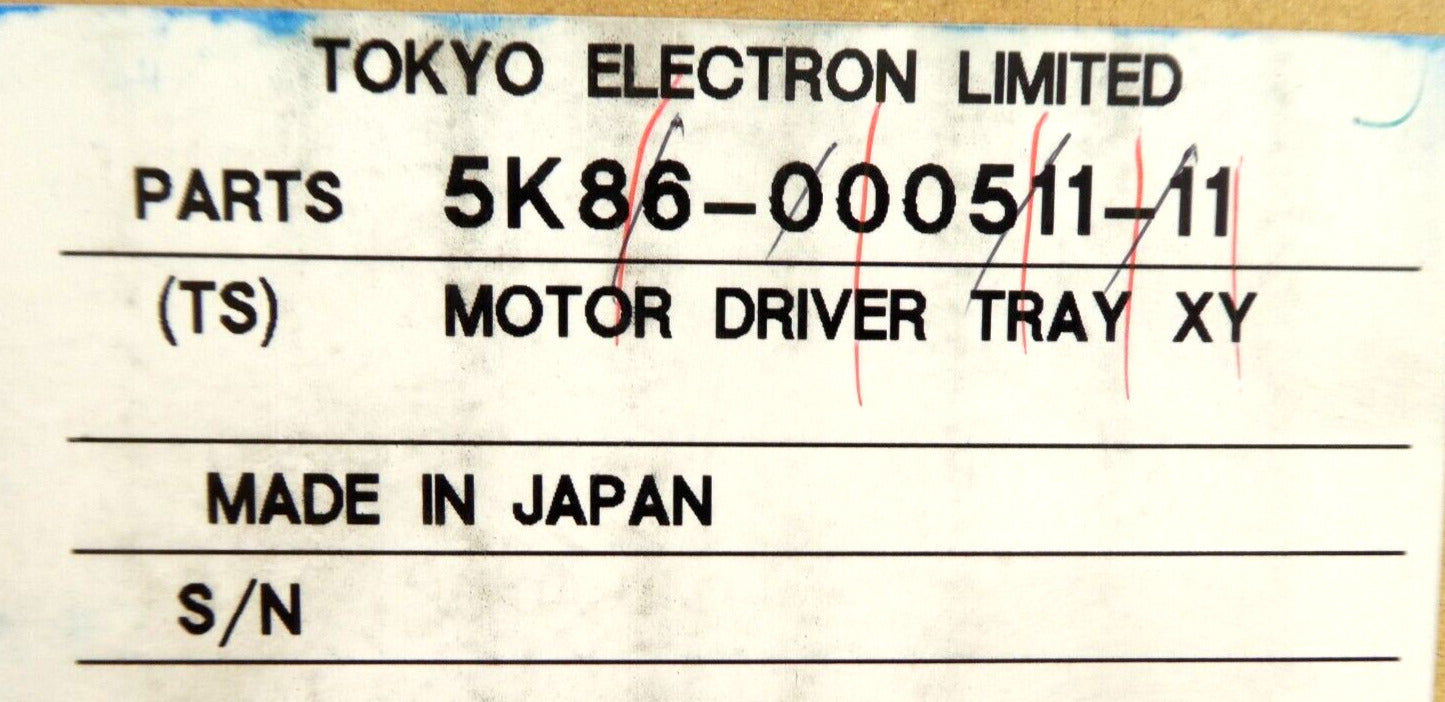 TOKYO ELECTRON LIMITED
PARTS 5K86-000511-11
(TS) MOTOR DRIVER TRAY XY
MADE IN JAPAN
S/N